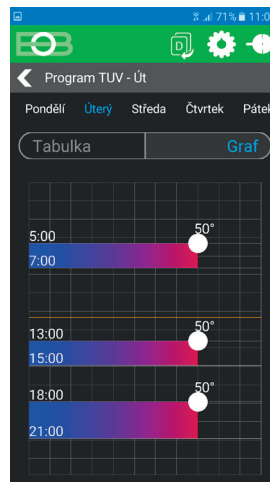 71% 11:0
EOB
D
Program TUV - Út
Pondělí Úterý Středa Čtvrtek Pátek
Tabulka Graf
50°
5:00
7:00
50°
13:00
15:00
50°
18:00
21:00